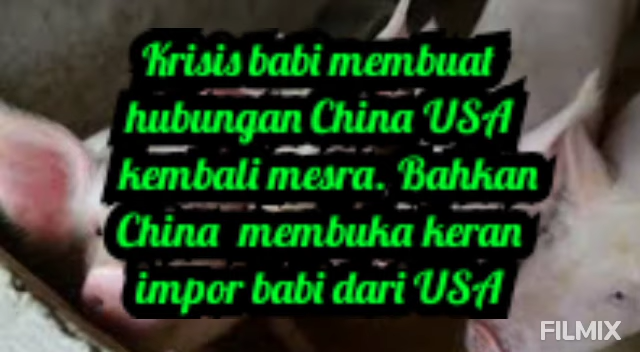 Krisis babi membuat
hubungan China USA
kembali mesra. Bahkan
China membuka keran
impor babi dari USA
FILMIX